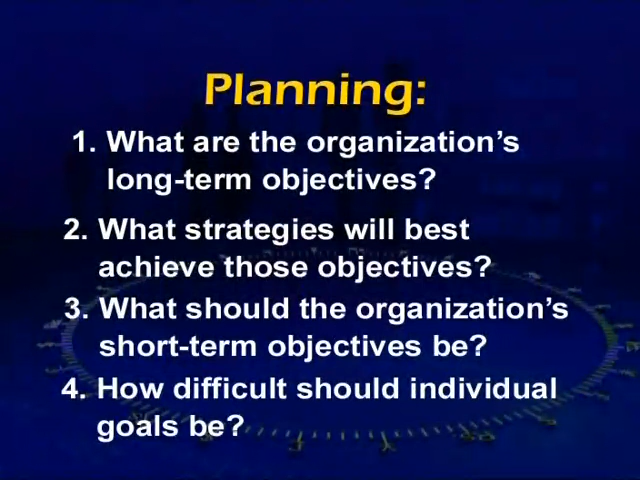 Planning:
1. What are the organization’s
long-term objectives?
2. What strategies will best
achieve those objectives?
3. What should the organization’s
short-term objectives be?
4. How difficult should individual
goals be?